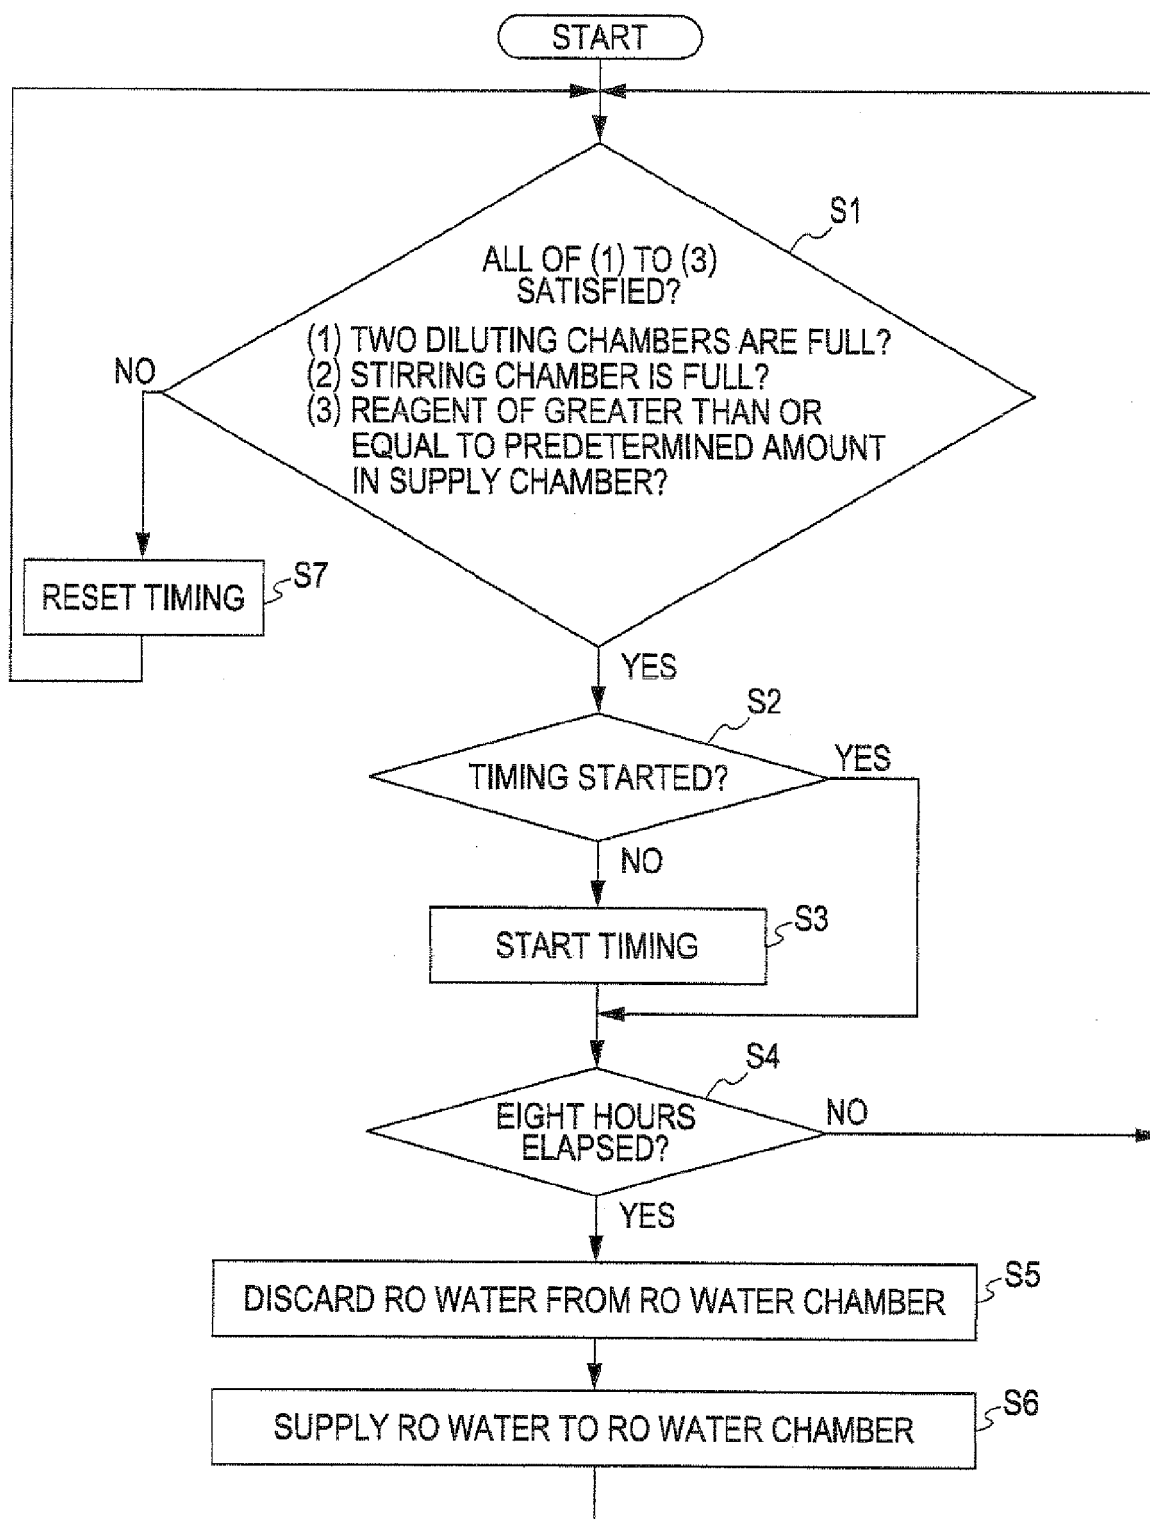 START
S1
ALL OF (1) TO (3)
SATISFIED?
(1) TWO DILUTING CHAMBERS ARE FULL?
(2) STIRRING CHAMBER IS FULL?
(3) REAGENT OF GREATER THAN OR
EQUAL TO PREDETERMINED AMOUNT
IN SUPPLY CHAMBER?
NO
RESET TIMING
S7
YES
S2
TIMING STARTED?
YES
NO
START TIMING
S3
S4
EIGHT HOURS
ELAPSED?
NO
YES
DISCARD RO WATER FROM RO WATER CHAMBER
S5
SUPPLY RO WATER TO RO WATER CHAMBER
S6